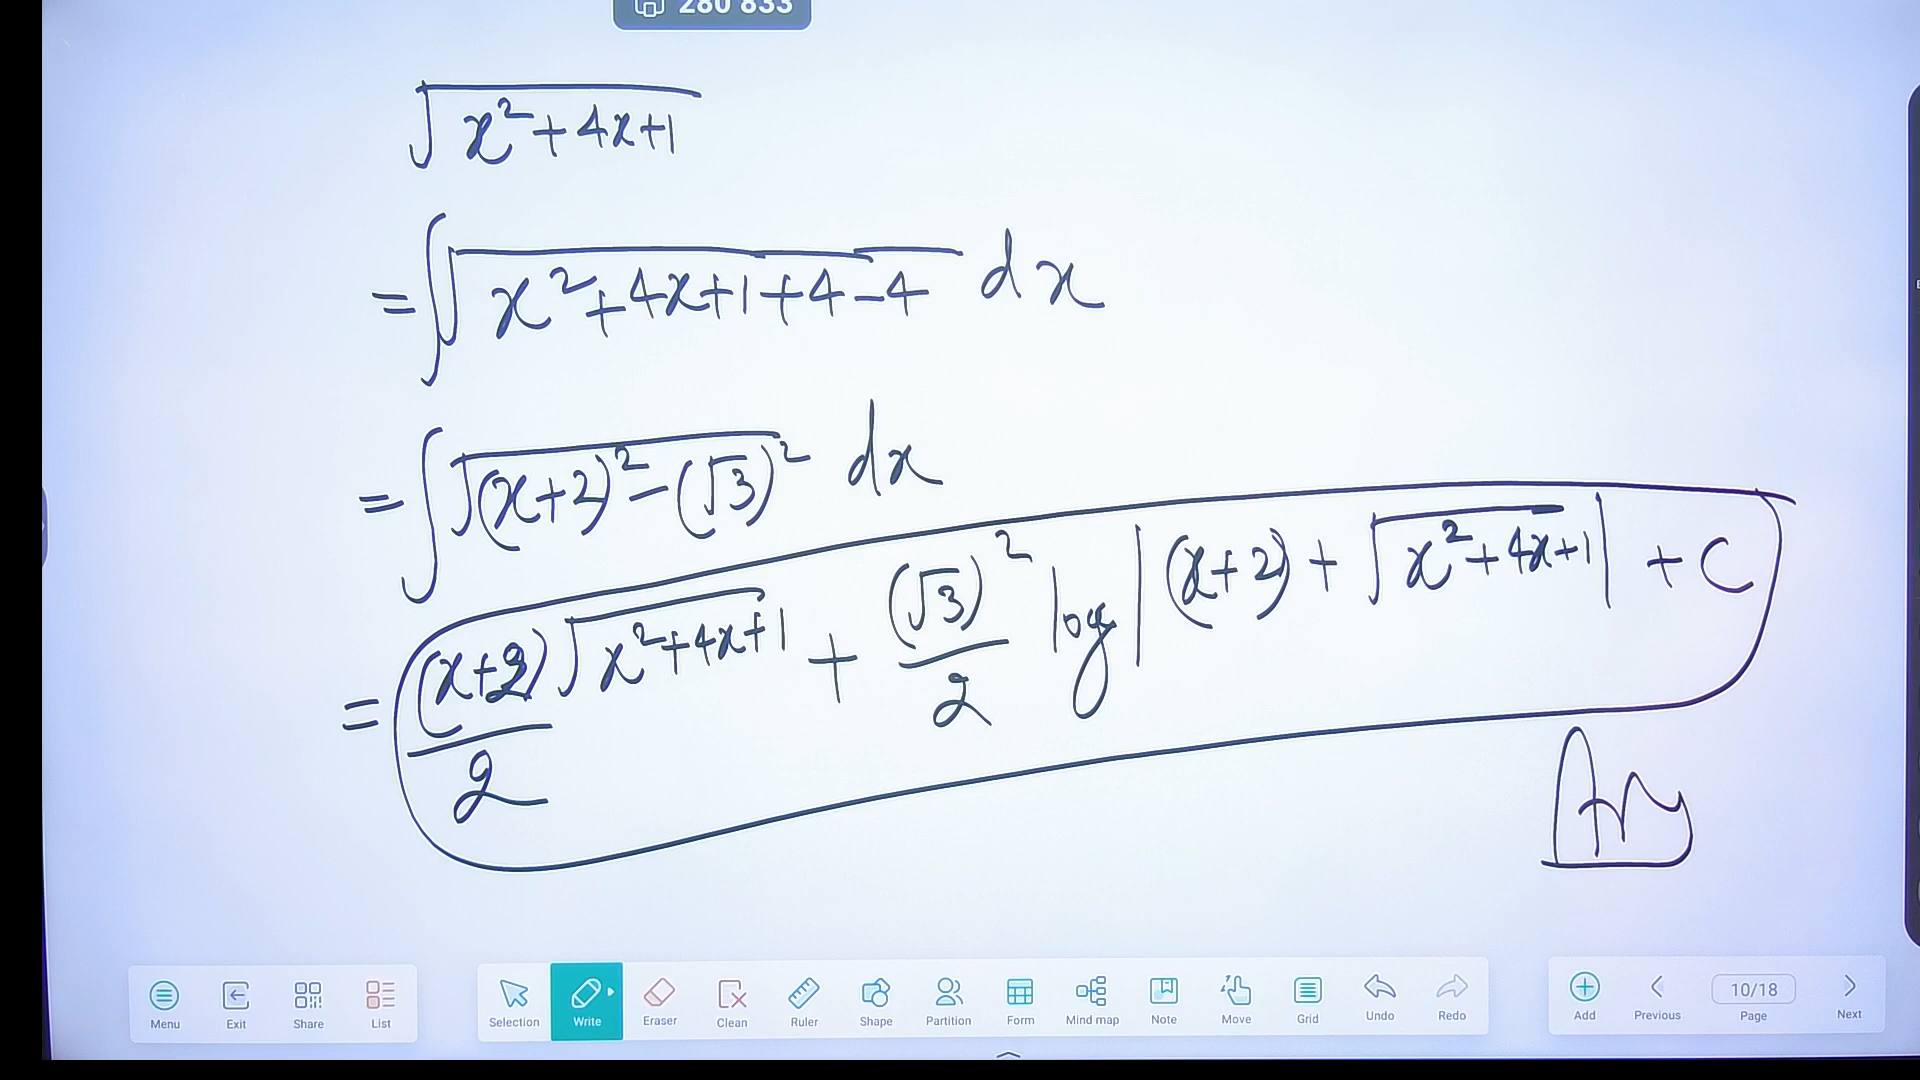 280 833
√(x²+4x+1)
=∫√(x²+4x+1+4-4) dx
=∫√((x+2)²-(√3)²) dx
=(x+2)√(x²+4x+1)/2 + (√3)²/2 log|(x+2)+√(x²+4x+1)| + C
Ans
Menu Exit Share List Selection Write Eraser Clean Ruler Shape Partition Form Mind map Note Move Grid Undo Redo Add Previous 10/18 Page Next